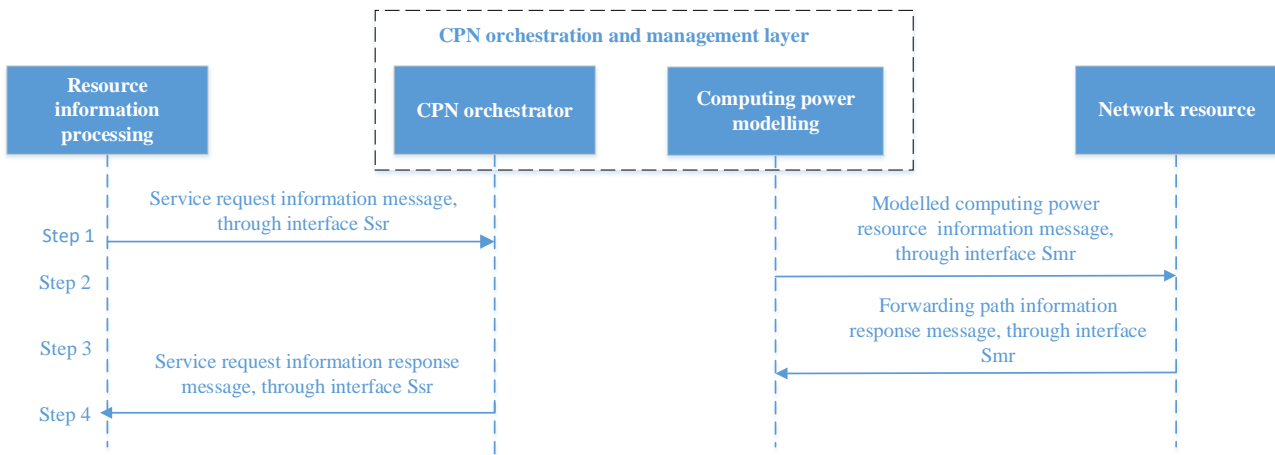 CPN orchestration and management layer
Resource
information
processing
CPN orchestrator
Computing power
modelling
Network resource
Service request information message,
through interface Ssr
Step 1
Modelled computing power
resource information message,
through interface Smr
Step 2
Forwarding path information
response message, through interface
Smr
Step 3
Service request information response
message, through interface Ssr
Step 4